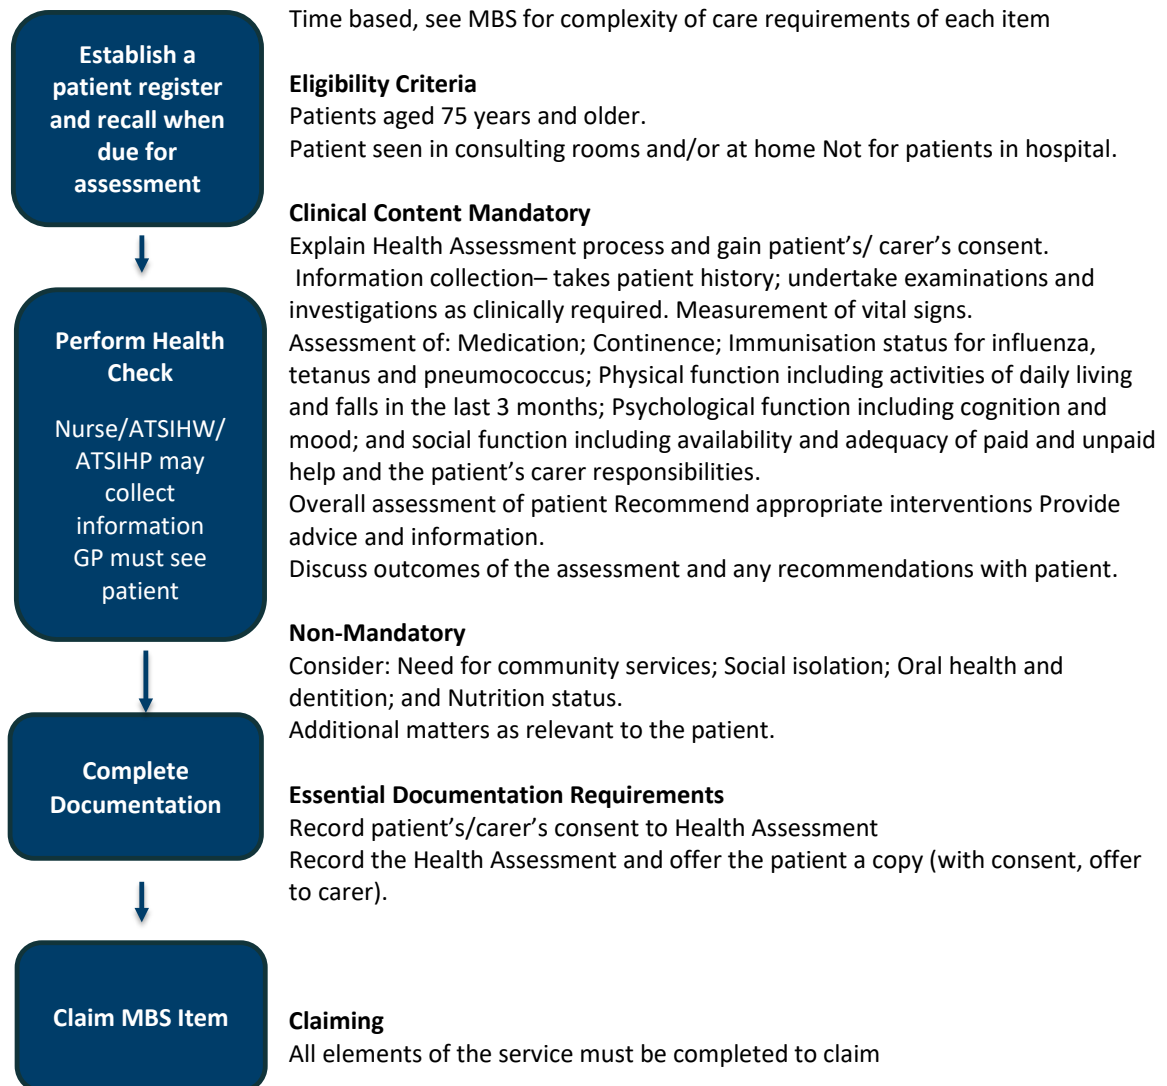 Establish a
patient register
and recall when
due for
assessment
Perform Health
Check
Nurse/ATSIHW/
ATSIHP may
collect
information
GP must see
patient
Complete
Documentation
Claim MBS Item
Time based, see MBS for complexity of care requirements of each item
Eligibility Criteria
Patients aged 75 years and older.
Patient seen in consulting rooms and/or at home Not for patients in hospital.
Clinical Content Mandatory
Explain Health Assessment process and gain patient's/ carer's consent.
Information collection– takes patient history; undertake examinations and
investigations as clinically required. Measurement of vital signs.
Assessment of: Medication; Continence; Immunisation status for influenza,
tetanus and pneumococcus; Physical function including activities of daily living
and falls in the last 3 months; Psychological function including cognition and
mood; and social function including availability and adequacy of paid and unpaid
help and the patient's carer responsibilities.
Overall assessment of patient Recommend appropriate interventions Provide
advice and information.
Discuss outcomes of the assessment and any recommendations with patient.
Non-Mandatory
Consider: Need for community services; Social isolation; Oral health and
dentition; and Nutrition status.
Additional matters as relevant to the patient.
Essential Documentation Requirements
Record patient's/carer's consent to Health Assessment
Record the Health Assessment and offer the patient a copy (with consent, offer
to carer).
Claiming
All elements of the service must be completed to claim